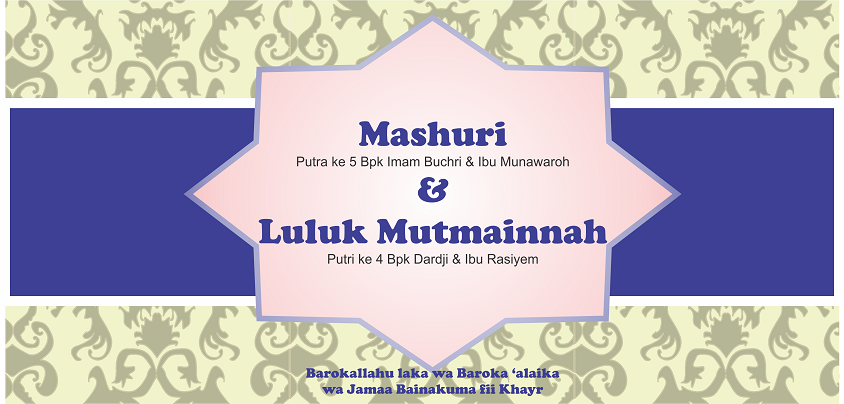 Mashuri
Putra ke 5 Bpk Imam Buchri & Ibu Munawaroh
&
Luluk Mutmainnah
Putri ke 4 Bpk Dardji & Ibu Rasiyem
Barokallahu laka wa Baroka ‘alaika
wa Jamaa Bainakuma fii Khayr